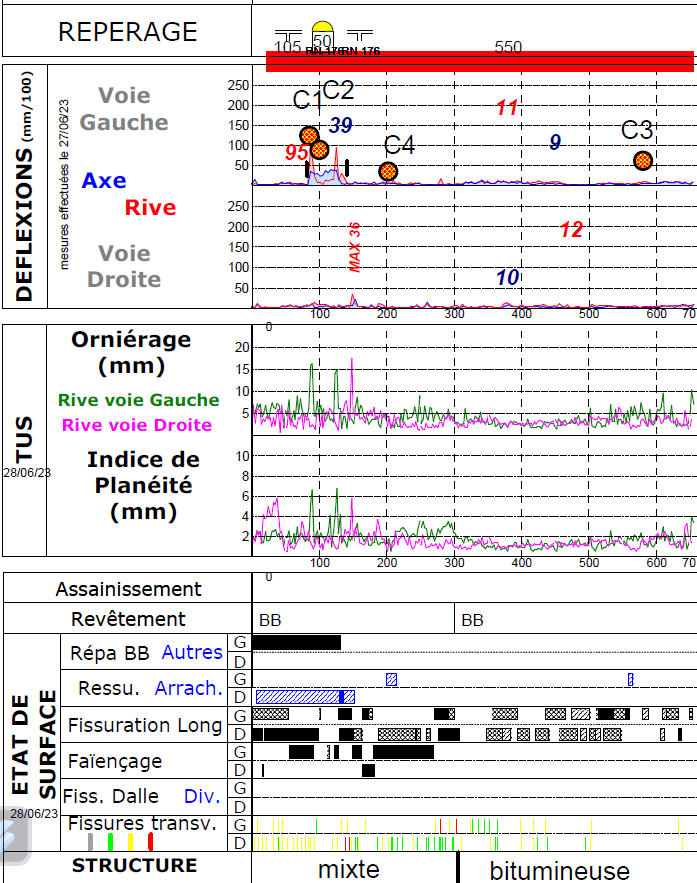 REPERAGE
105 50 550
RN 176 RN 176
DEFLEXIONS (mm/100)
mesures effectuées le 27/06/23
Voie
Gauche
Axe
Rive
Voie
Droite
250
200
150
100
50
C1 C2
95 39
C4
11
9
C3
250
200
150
100
50
MAX 36
10
12
100 200 300 400 500 600 70
0
TUS
28/06/23
Orniérage
(mm)
Rive voie Gauche
Rive voie Droite
20
15
10
5
Indice de
Planéité
(mm)
10
8
6
4
2
100 200 300 400 500 600 70
0
Assainissement
Revêtement BB BB
ETAT DE
SURFACE
28/06/23
Répa BB Autres G
D
Ressu. Arrach. G
D
Fissuration Long G
D
Faïençage G
D
Fiss. Dalle Div. G
D
Fissures transv. G
D
STRUCTURE mixte bitumineuse